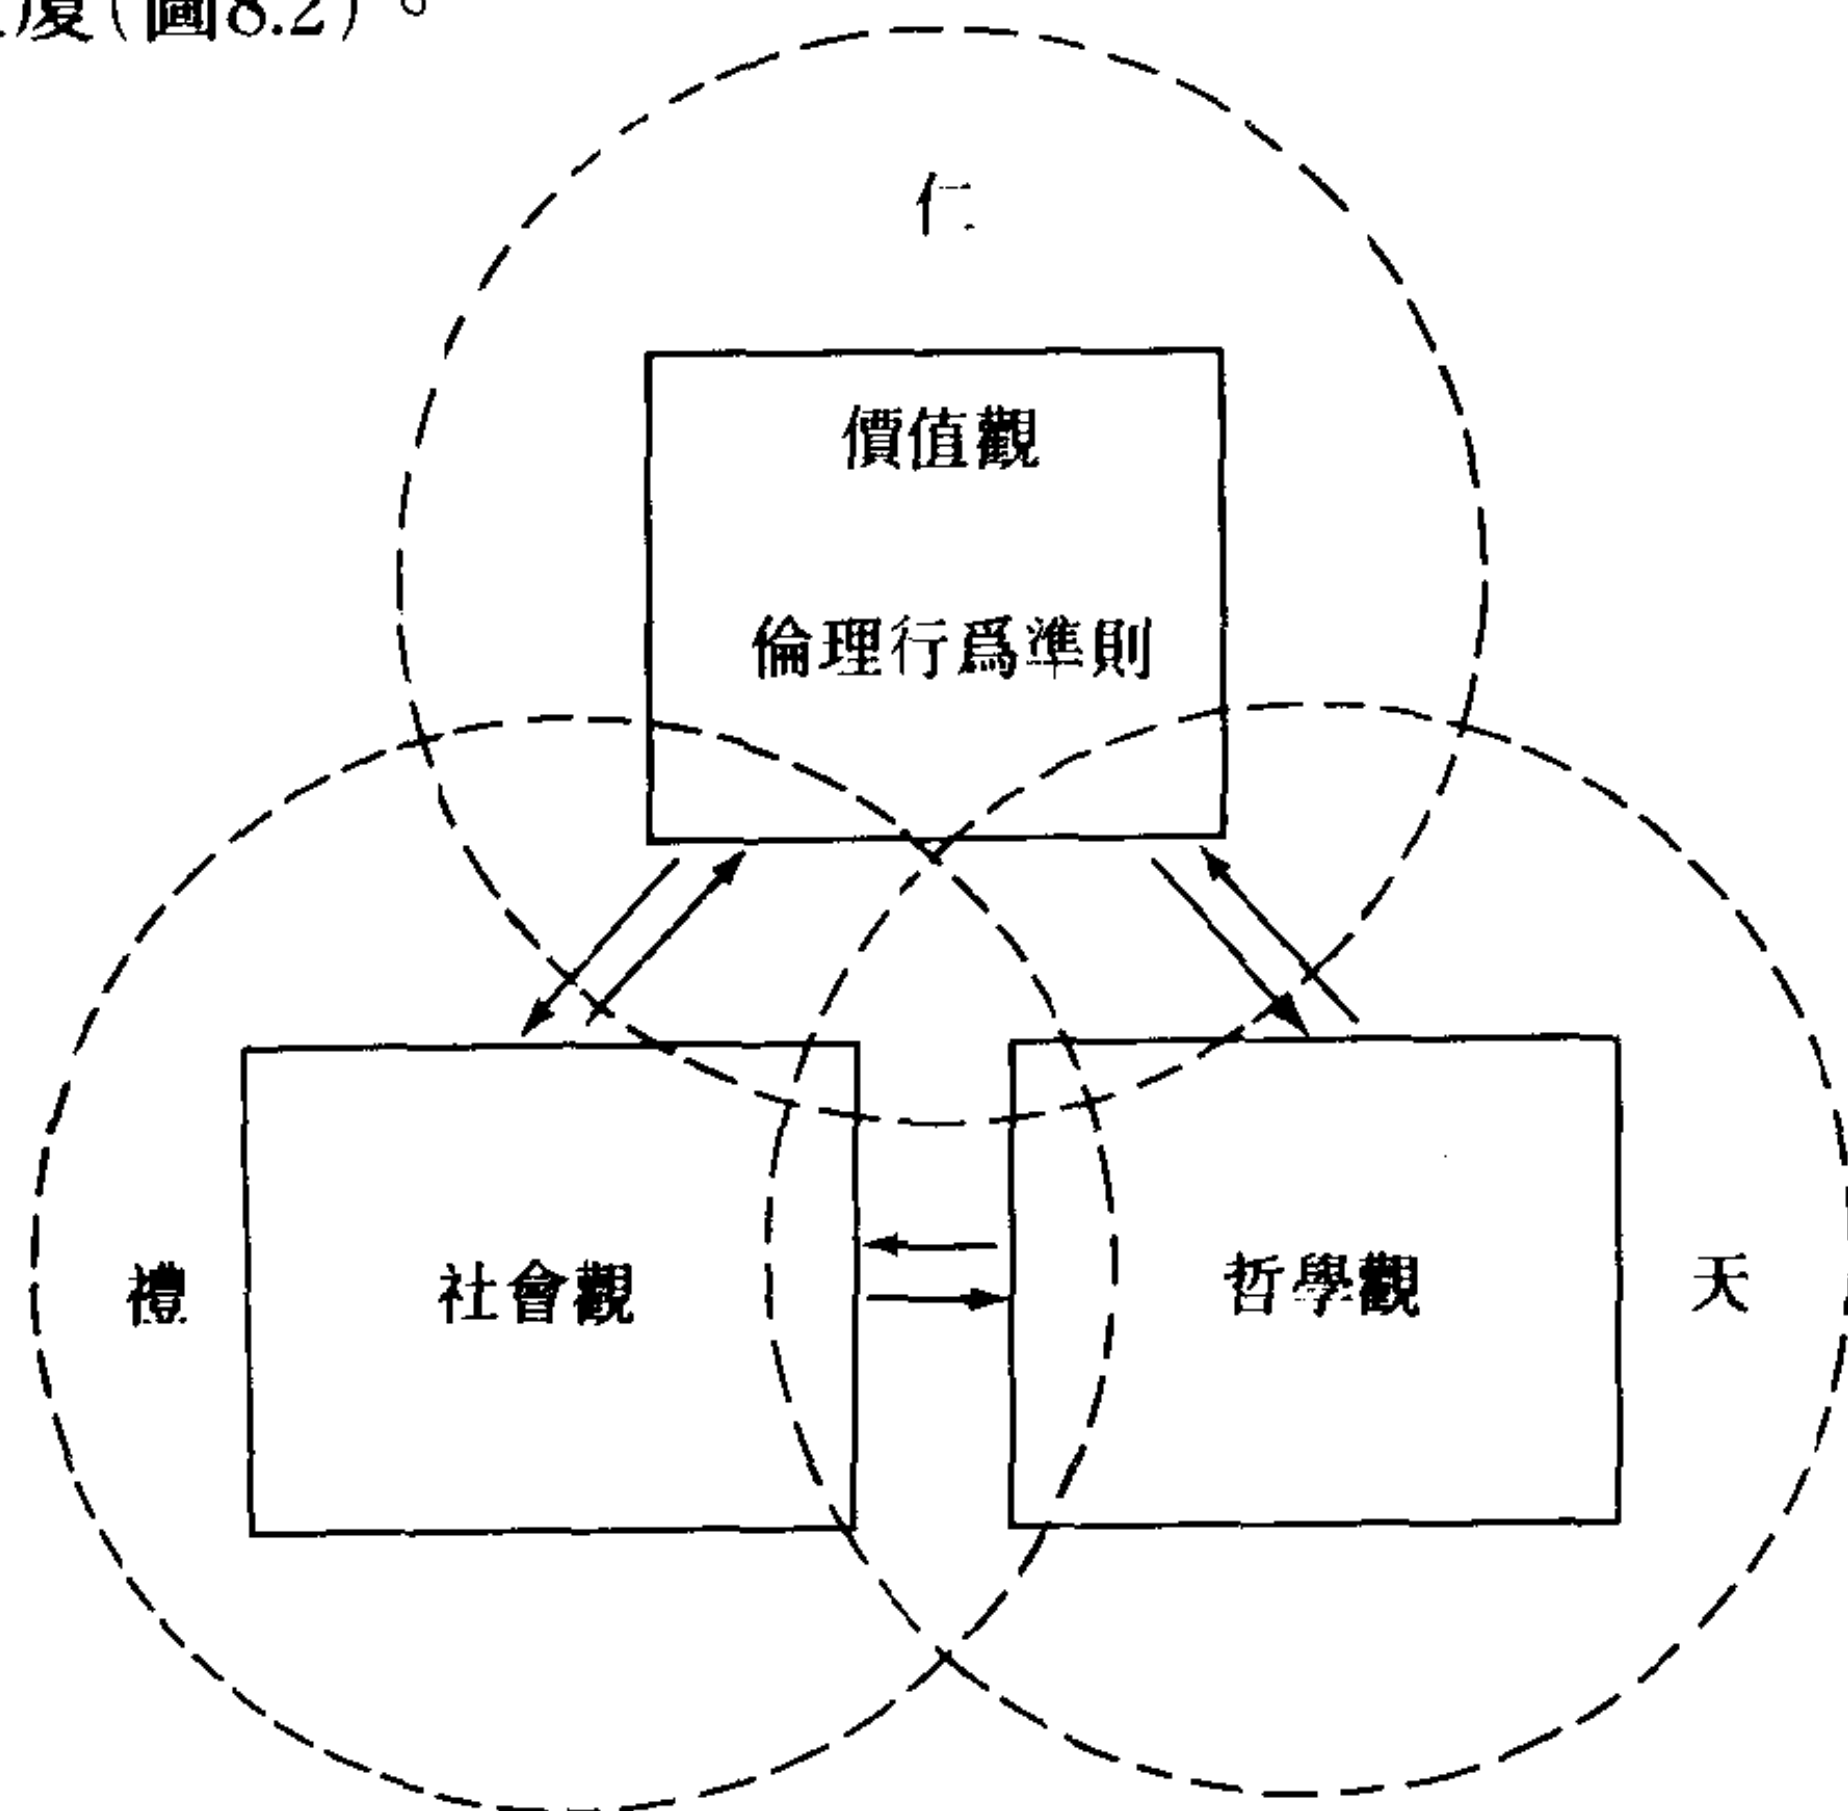 廈(圖8.2)。
仁
價值觀
倫理行爲準則
禮 社會觀 哲學觀 天